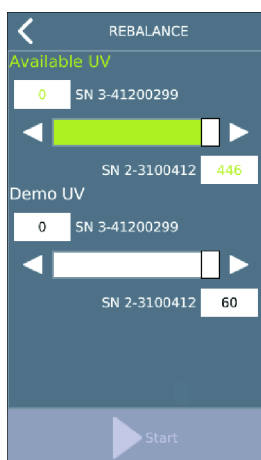 REBALANCE
Available UV
0 SN 3-41200299
SN 2-3100412 446
Demo UV
0 SN 3-41200299
SN 2-3100412 60
Start